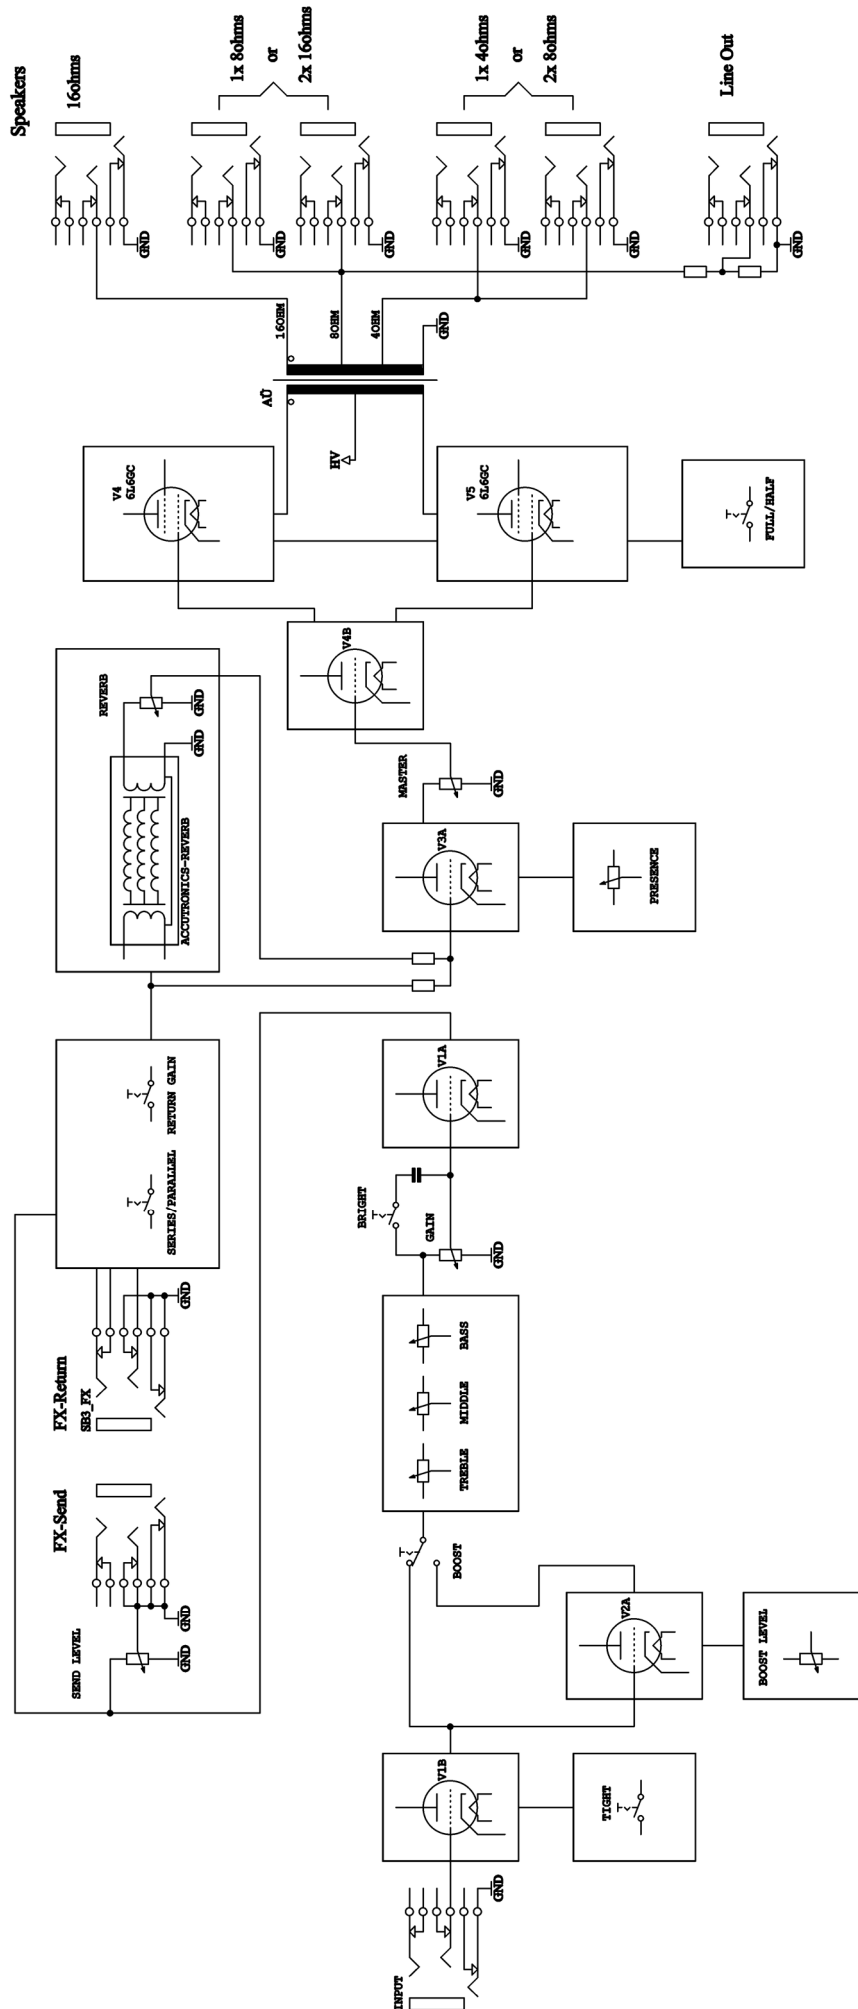 Speakers
16ohms
1x 8ohms
or
2x 16ohms
1x 4ohms
or
2x 8ohms
Line Out
GND
GND
GND
GND
GND
GND
16OHM
8OHM
4OHM
GND
AÜ
HV
V4
6L6GC
V5
6L6GC
FULL/HALF
V4B
REVERB
GND
GND
ACCUTRONICS-REVERB
MASTER
GND
V3A
PRESENCE
RETURN GAIN
SERIES/PARALLEL
V1A
BRIGHT
GAIN
GND
FX-Return
SB3_FX
GND
BASS
MIDDLE
TREBLE
FX-Send
GND
SEND LEVEL
GND
BOOST
V2A
BOOST LEVEL
V1B
TIGHT
INPUT
GND